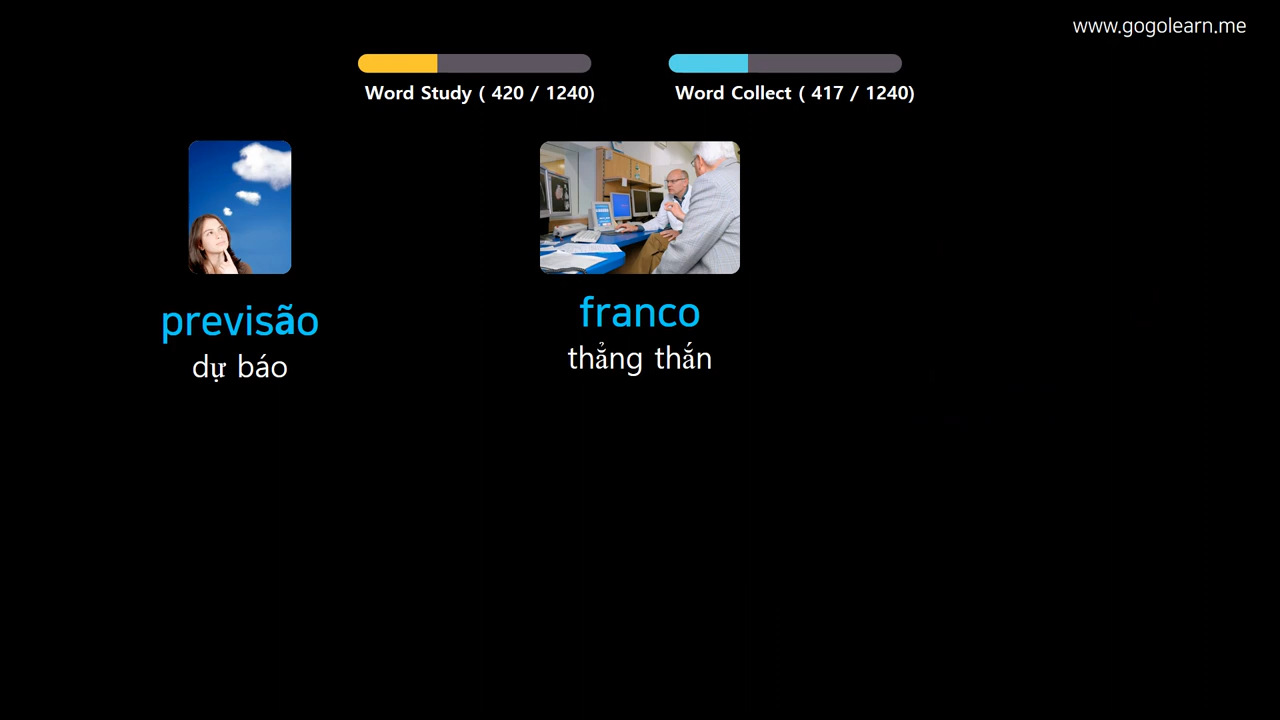 www.gogolearn.me
Word Study ( 420 / 1240)
Word Collect ( 417 / 1240)
previsão
dự báo
franco
thẳng thắn